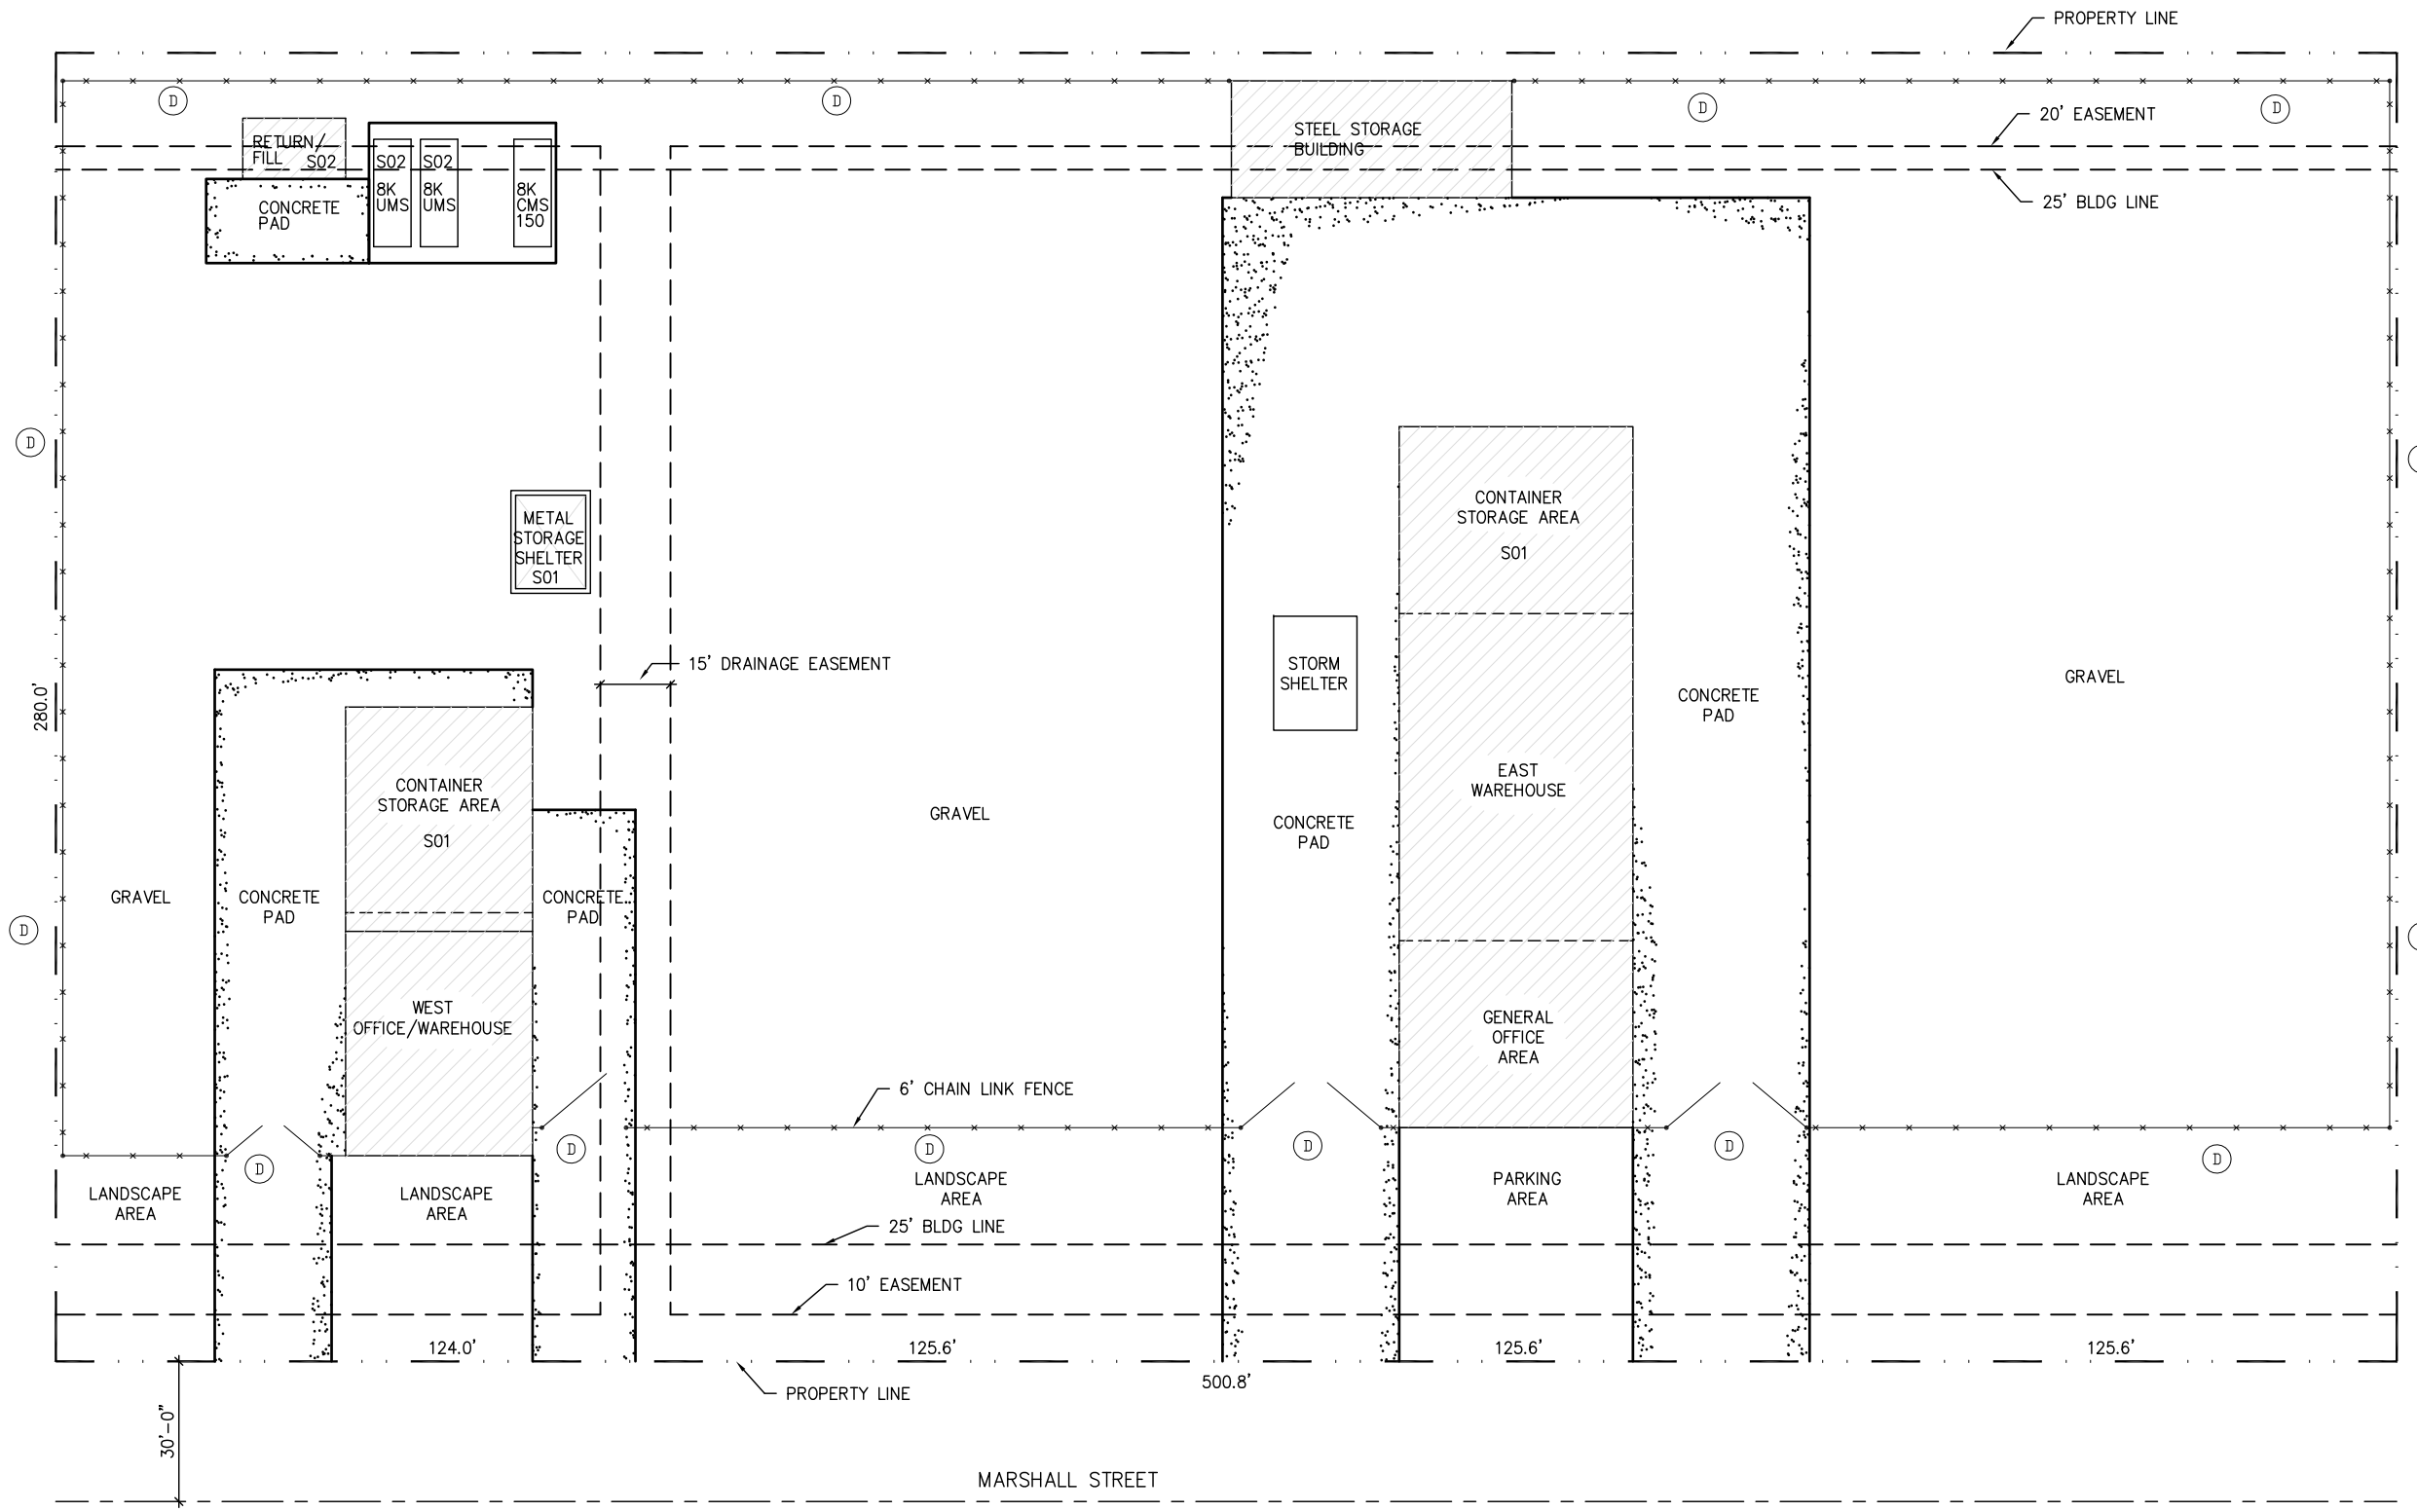 PROPERTY LINE
D
D
D
D
20' EASEMENT
STEEL STORAGE
BUILDING
RETURN/
FILL S02
S02
S02
25' BLDG LINE
8K
UMS
8K
UMS
8K
CMS
150
CONCRETE
PAD
D
METAL
STORAGE
SHELTER
S01
CONTAINER
STORAGE AREA
S01
15' DRAINAGE EASEMENT
STORM
SHELTER
GRAVEL
280.0'
CONCRETE
PAD
EAST
WAREHOUSE
CONTAINER
STORAGE AREA
S01
GRAVEL
CONCRETE
PAD
GRAVEL
CONCRETE
PAD
CONCRETE
PAD
D
WEST
OFFICE/WAREHOUSE
GENERAL
OFFICE
AREA
6' CHAIN LINK FENCE
D
D
D
D
D
D
LANDSCAPE
AREA
LANDSCAPE
AREA
LANDSCAPE
AREA
PARKING
AREA
LANDSCAPE
AREA
25' BLDG LINE
10' EASEMENT
124.0'
125.6'
125.6'
125.6'
500.8'
PROPERTY LINE
30'-0"
MARSHALL STREET